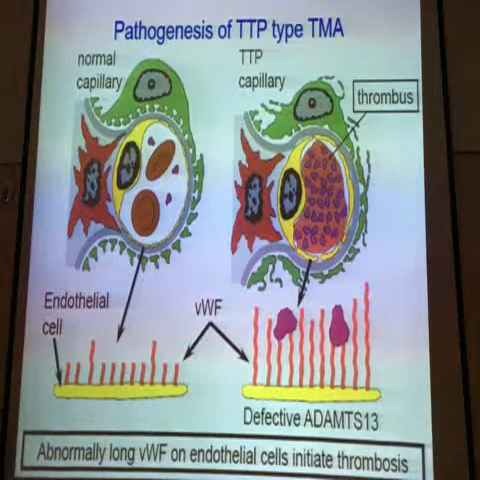 Pathogenesis of TTP type TMA
normal
capillary
TTP
capillary
thrombus
Endothelial
cell
vWF
Defective ADAMTS13
Abnormally long vWF on endothelial cells initiate thrombosis